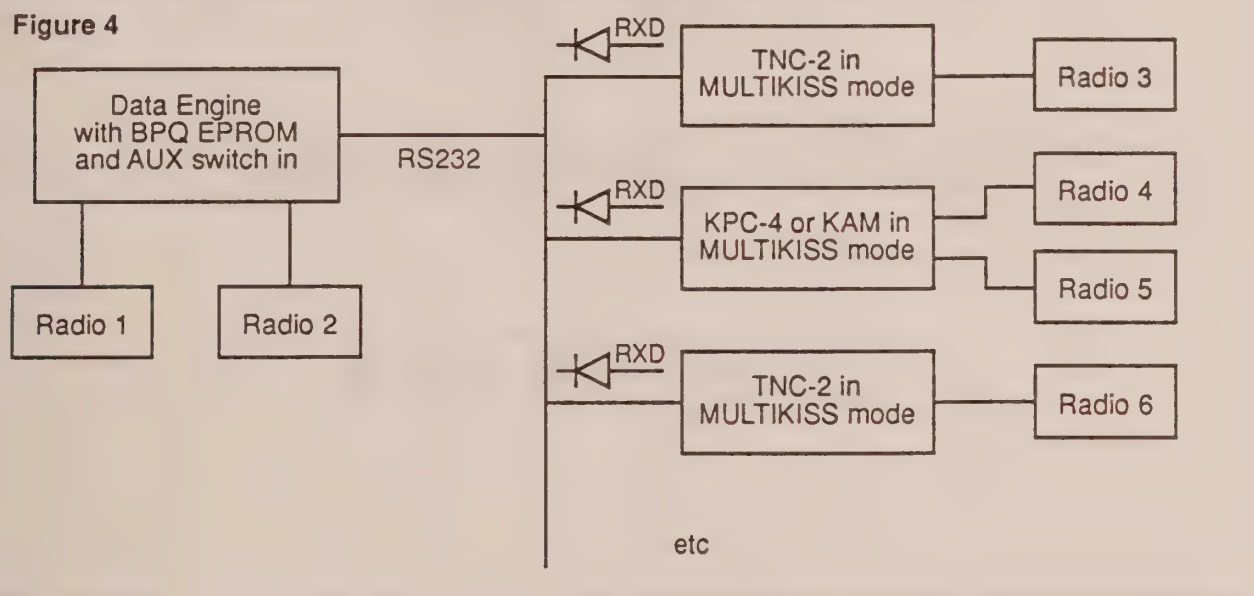 Figure 4
Data Engine
with BPQ EPROM
and AUX switch in
RS232
Radio 1
Radio 2
RXD
TNC-2 in
MULTIKISS mode
Radio 3
RXD
KPC-4 or KAM in
MULTIKISS mode
Radio 4
Radio 5
RXD
TNC-2 in
MULTIKISS mode
Radio 6
etc